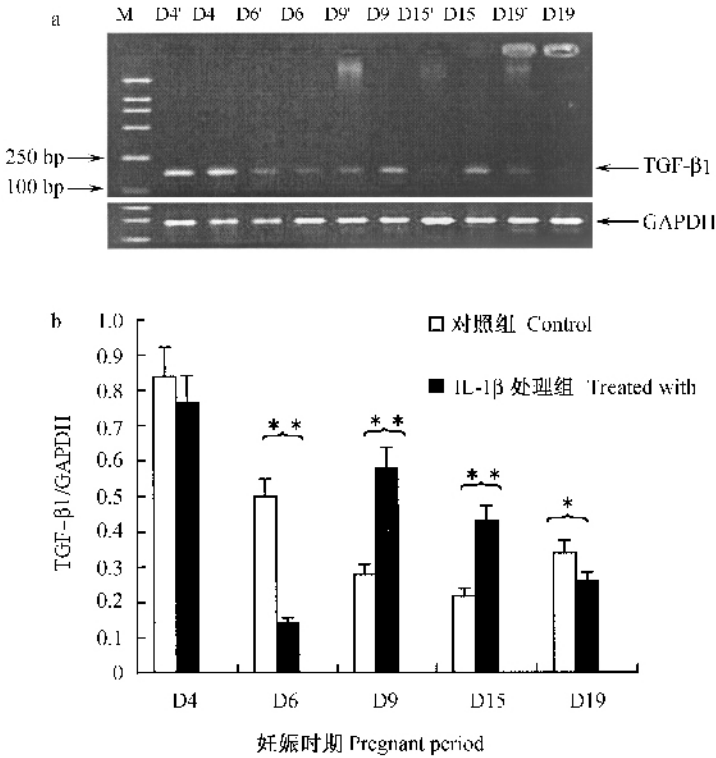 a M D4' D4 D6' D6 D9' D9 D15' D15 D19' D19
250 bp
TGF-β1
100 bp
GAPDH
b
1.0
对照组 Control
0.9
IL-1β 处理组 Treated with
0.8
0.7
** **
0.6
**
0.5
*
0.4
0.3
0.2
0.1
0
TGF-β1/GAPDH
D4 D6 D9 D15 D19
妊娠时期 Pregnant period